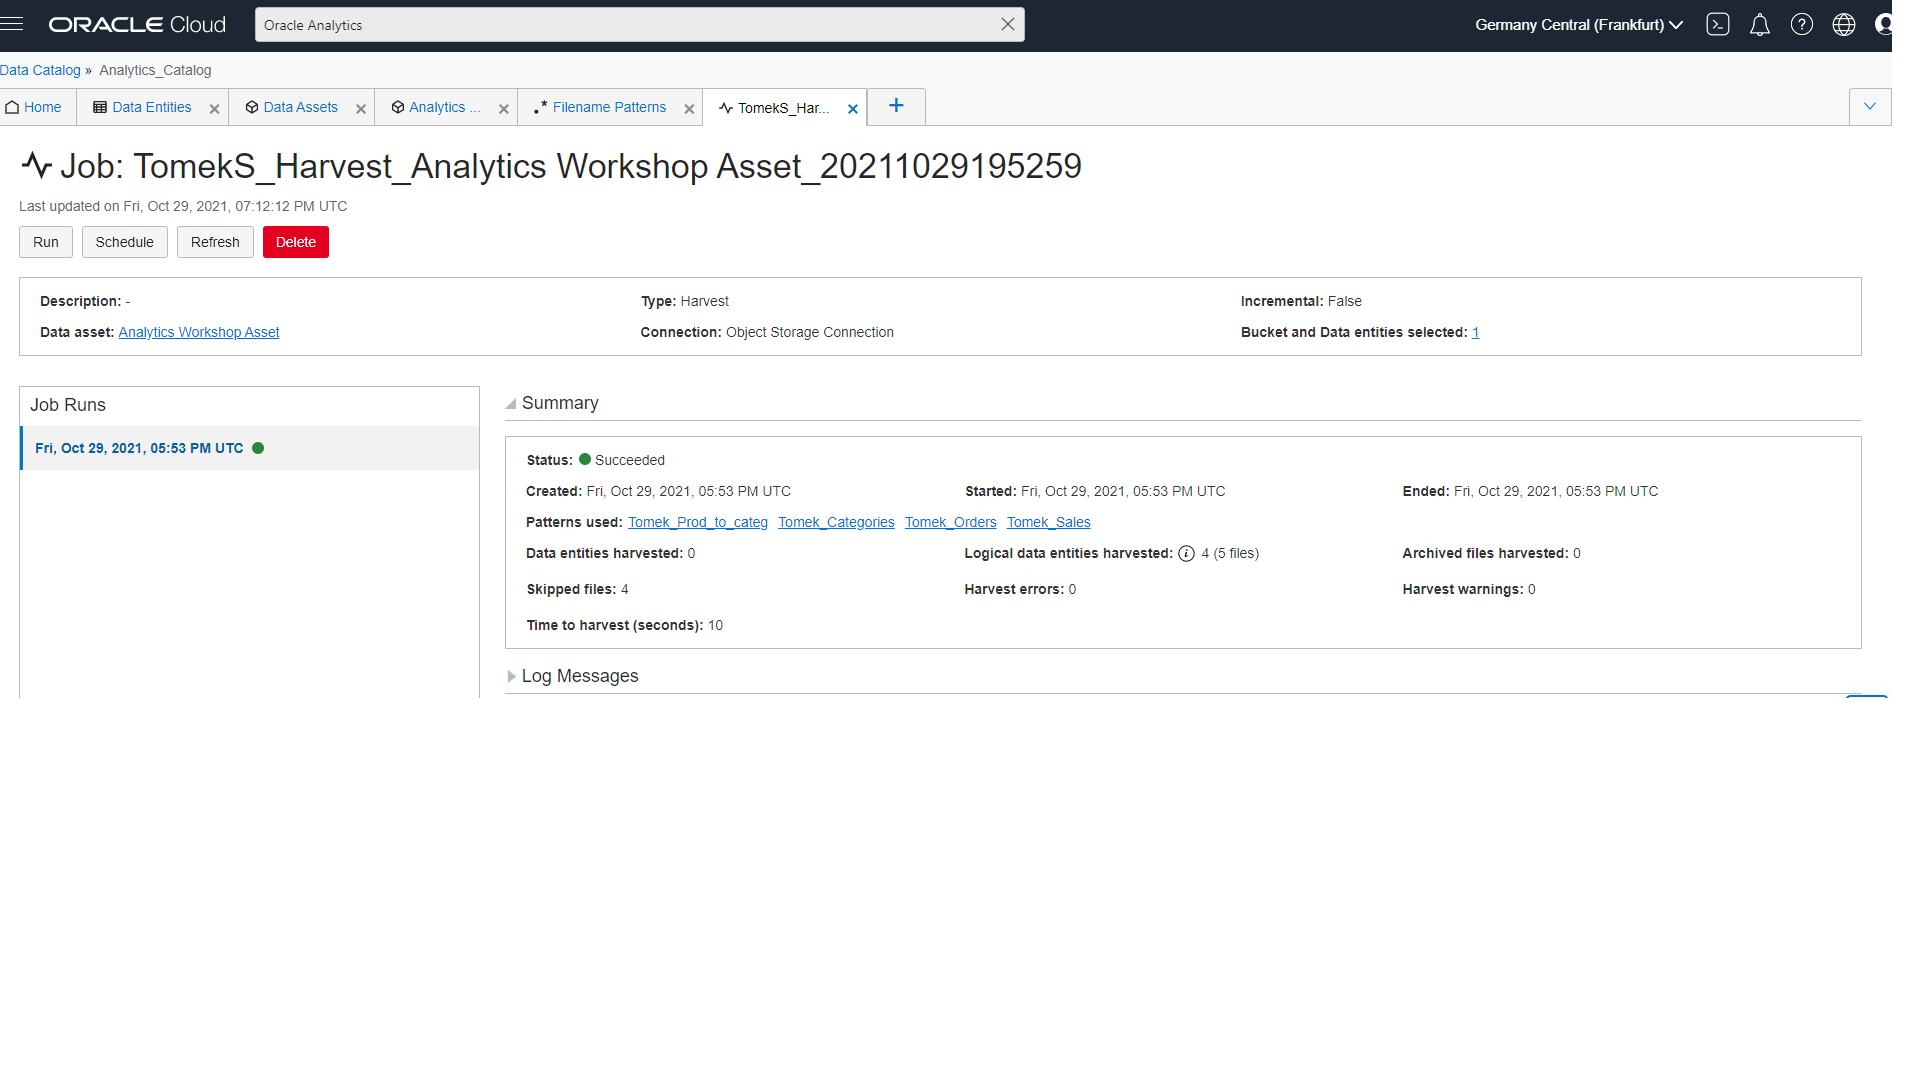 ORACLE Cloud
Oracle Analytics
Germany Central (Frankfurt)
Data Catalog » Analytics_Catalog
Home
Data Entities
Data Assets
Analytics ...
Filename Patterns
TomekS_Har...
+
Job: TomekS_Harvest_Analytics Workshop Asset_20211029195259
Last updated on Fri, Oct 29, 2021, 07:12:12 PM UTC
Run Schedule Refresh Delete
Description: - Type: Harvest Incremental: False
Data asset: Analytics Workshop Asset Connection: Object Storage Connection Bucket and Data entities selected: 1
Job Runs
Fri, Oct 29, 2021, 05:53 PM UTC
Summary
Status: Succeeded
Created: Fri, Oct 29, 2021, 05:53 PM UTC Started: Fri, Oct 29, 2021, 05:53 PM UTC Ended: Fri, Oct 29, 2021, 05:53 PM UTC
Patterns used: Tomek_Prod_to_categ Tomek_Categories Tomek_Orders Tomek_Sales
Data entities harvested: 0 Logical data entities harvested: 4 (5 files) Archived files harvested: 0
Skipped files: 4 Harvest errors: 0 Harvest warnings: 0
Time to harvest (seconds): 10
Log Messages